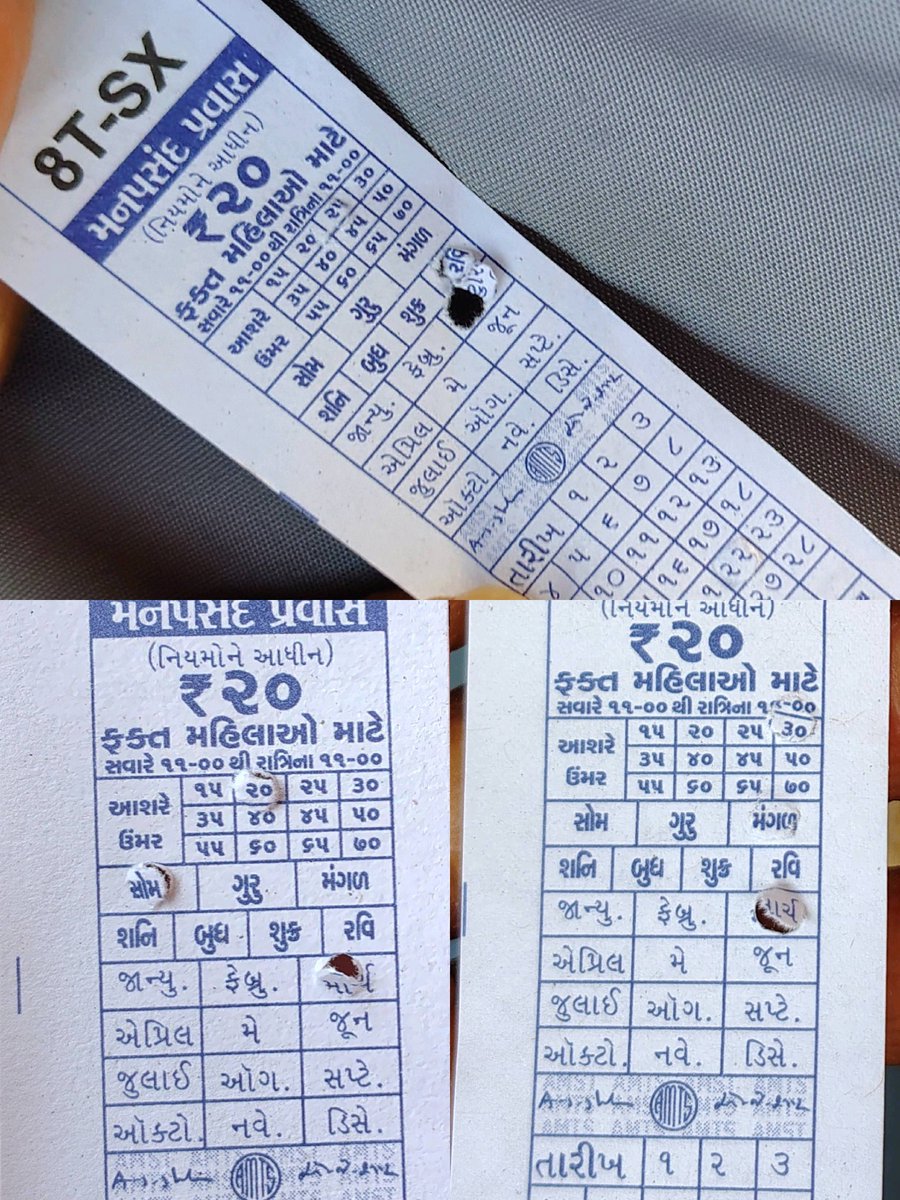 8T-SX
મનપસંદ પ્રવાસ
(નિયમોને આધીન)
₹૨૦
ફક્ત મહિલાઓ માટે
સવારે ૧૧-૦૦ થી રાત્રિના ૧૧-૦૦
આશરે ઉંમર
૧૫ ૨૦ ૨૫ ૩૦
૩૫ ૪૦ ૪૫ ૫૦
૫૫ ૬૦ ૬૫ ૭૦
સોમ ગુરુ મંગળ
શનિ બુધ શુક્ર રવિ
જાન્યુ. ફેબ્રુ.
એપ્રિલ મે જૂન
જુલાઈ ઑગ. સપ્ટે.
ઑક્ટો. નવે. ડિસે.
AMTS
તારીખ ૧ ૨ ૩
૪ ૫ ૬ ૭ ૮
૧૦ ૧૧ ૧૨ ૧૩
૧૬ ૧૭ ૧૮
૨૨ ૨૩
૨૭ ૨૮
મનપસંદ પ્રવાસ
(નિયમોને આધીન)
₹૨૦
ફક્ત મહિલાઓ માટે
સવારે ૧૧-૦૦ થી રાત્રિના ૧૧-૦૦
આશરે ઉંમર
૧૫ ૨૦ ૨૫ ૩૦
૩૫ ૪૦ ૪૫ ૫૦
૫૫ ૬૦ ૬૫ ૭૦
સોમ ગુરુ મંગળ
શનિ બુધ શુક્ર રવિ
જાન્યુ. ફેબ્રુ. માર્ચ
એપ્રિલ મે જૂન
જુલાઈ ઑગ. સપ્ટે.
ઑક્ટો. નવે. ડિસે.
AMTS
(નિયમોને આધીન)
₹૨૦
ફક્ત મહિલાઓ માટે
સવારે ૧૧-૦૦ થી રાત્રિના ૧૧-૦૦
આશરે ઉંમર
૧૫ ૨૦ ૨૫ ૩૦
૩૫ ૪૦ ૪૫ ૫૦
૫૫ ૬૦ ૬૫ ૭૦
સોમ ગુરુ મંગળ
શનિ બુધ શુક્ર રવિ
જાન્યુ. ફેબ્રુ. માર્ચ
એપ્રિલ મે જૂન
જુલાઈ ઑગ. સપ્ટે.
ઑક્ટો. નવે. ડિસે.
AMTS
તારીખ ૧ ૨ ૩